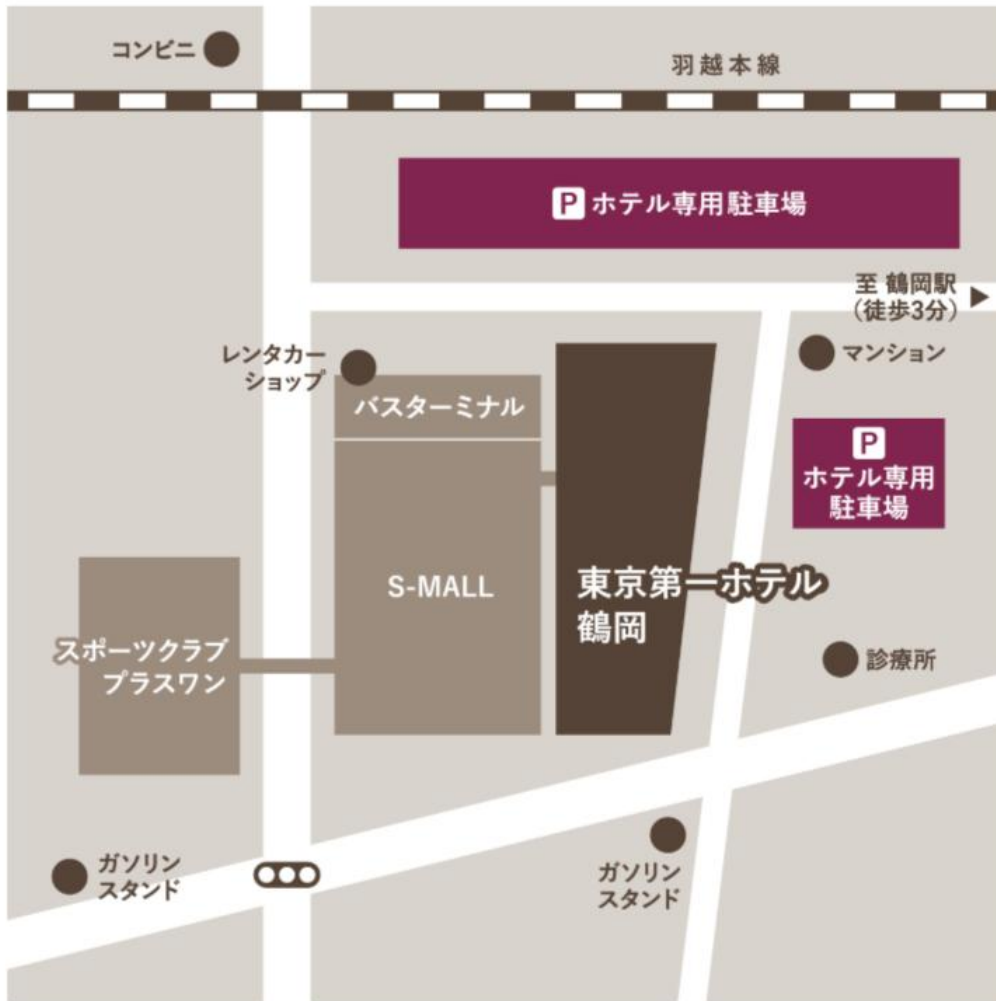 コンビニ
羽越本線
P ホテル専用駐車場
至 鶴岡駅
(徒歩3分)
レンタカー
ショップ
マンション
バスターミナル
P
ホテル専用
駐車場
S-MALL
東京第一ホテル
鶴岡
スポーツクラブ
プラスワン
診療所
ガソリン
スタンド
ガソリン
スタンド